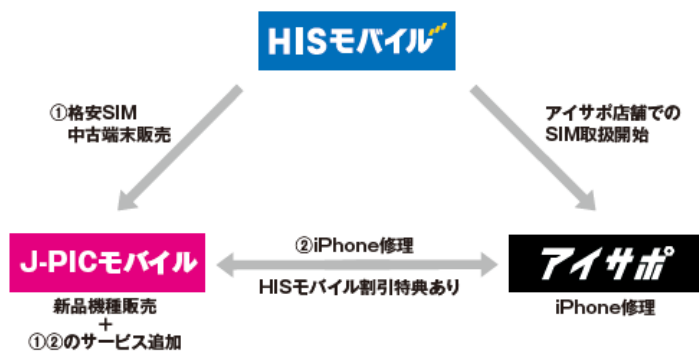 HISモバイル
①格安SIM
中古端末販売
アイサポ店舗での
SIM取扱開始
J-PICモバイル
②iPhone修理
HISモバイル割引特典あり
アイサポ
新品機種販売
+
①②のサービス追加
iPhone修理